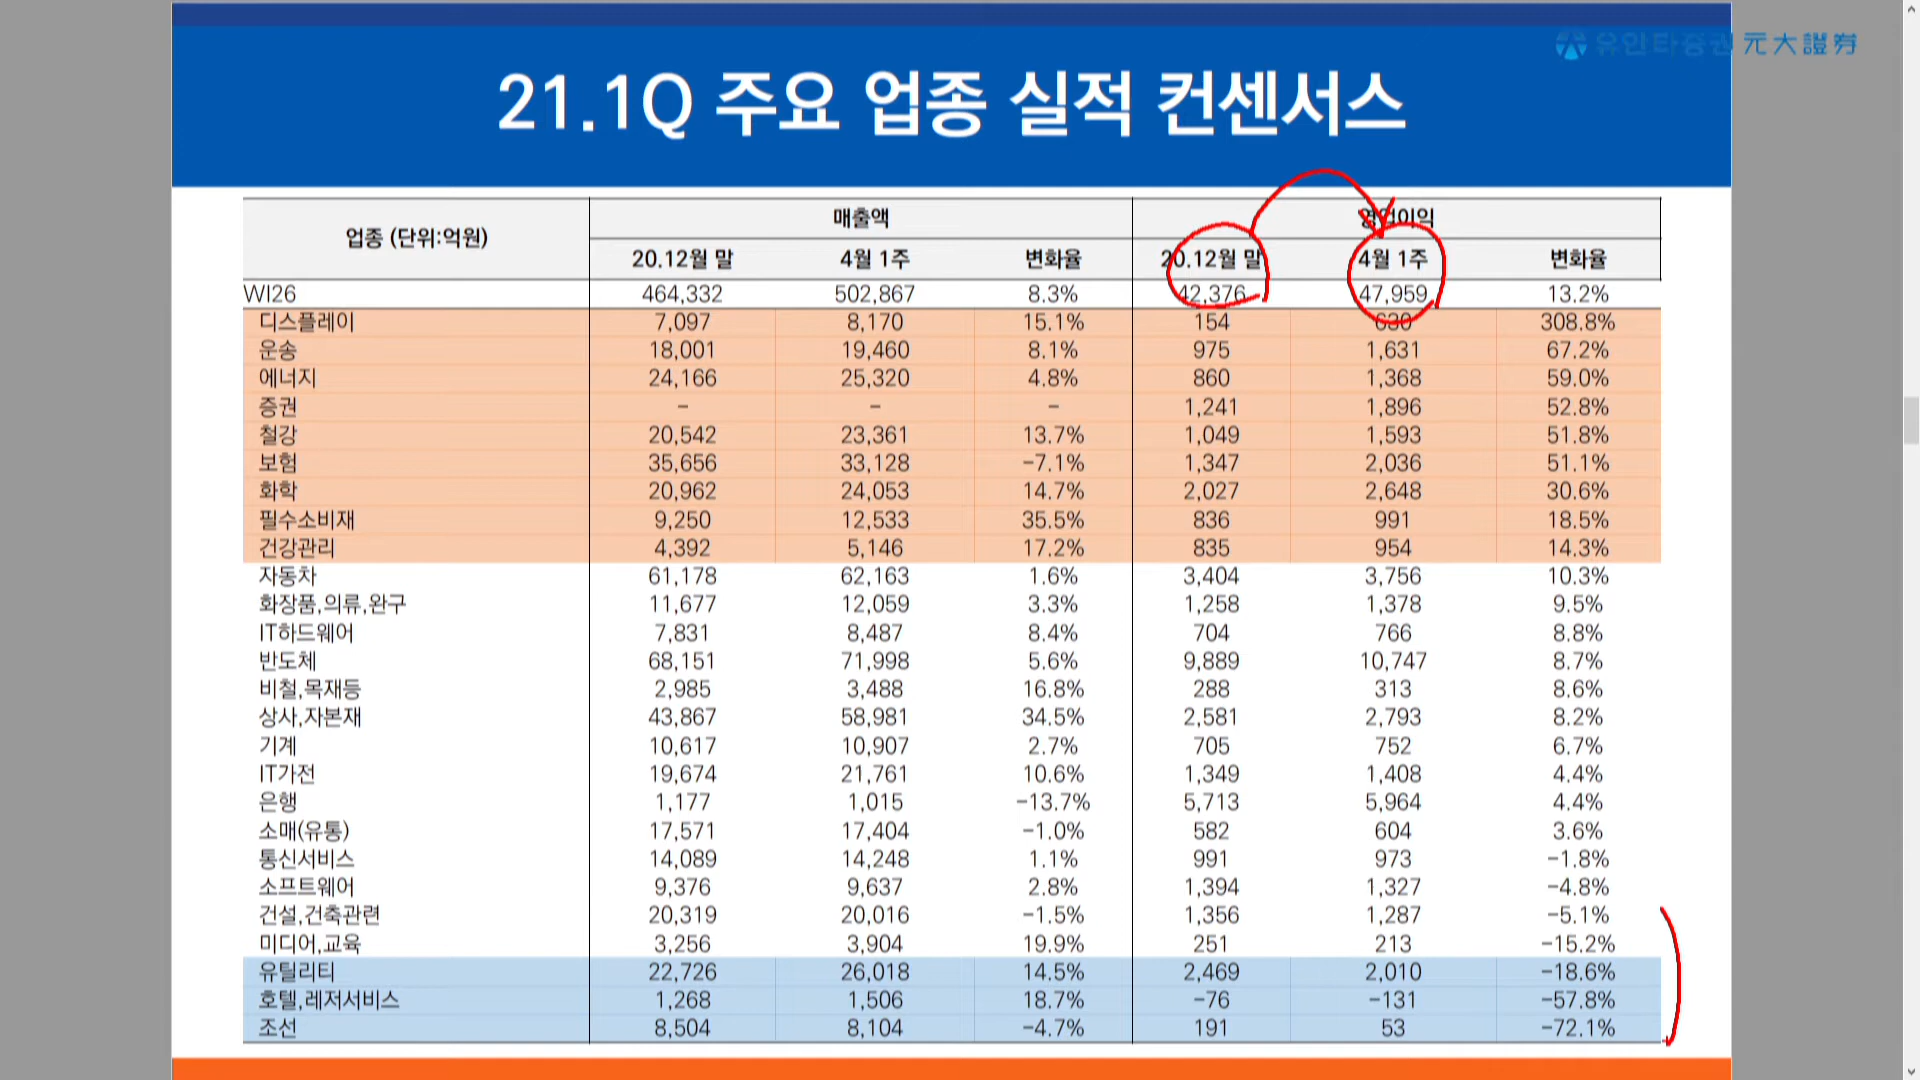 유안타증권 元大證券
21.1Q 주요 업종 실적 컨센서스
업종 (단위:억원) 매출액 영업이익
20.12월 말 4월 1주 변화율 20.12월 말 4월 1주 변화율
WI26 464,332 502,867 8.3% 42,376 47,959 13.2%
디스플레이 7,097 8,170 15.1% 154 630 308.8%
운송 18,001 19,460 8.1% 975 1,631 67.2%
에너지 24,166 25,320 4.8% 860 1,368 59.0%
증권 - - - 1,241 1,896 52.8%
철강 20,542 23,361 13.7% 1,049 1,593 51.8%
보험 35,656 33,128 -7.1% 1,347 2,036 51.1%
화학 20,962 24,053 14.7% 2,027 2,648 30.6%
필수소비재 9,250 12,533 35.5% 836 991 18.5%
건강관리 4,392 5,146 17.2% 835 954 14.3%
자동차 61,178 62,163 1.6% 3,404 3,756 10.3%
화장품,의류,완구 11,677 12,059 3.3% 1,258 1,378 9.5%
IT하드웨어 7,831 8,487 8.4% 704 766 8.8%
반도체 68,151 71,998 5.6% 9,889 10,747 8.7%
비철,목재등 2,985 3,488 16.8% 288 313 8.6%
상사,자본재 43,867 58,981 34.5% 2,581 2,793 8.2%
기계 10,617 10,907 2.7% 705 752 6.7%
IT가전 19,674 21,761 10.6% 1,349 1,408 4.4%
은행 1,177 1,015 -13.7% 5,713 5,964 4.4%
소매(유통) 17,571 17,404 -1.0% 582 604 3.6%
통신서비스 14,089 14,248 1.1% 991 973 -1.8%
소프트웨어 9,376 9,637 2.8% 1,394 1,327 -4.8%
건설,건축관련 20,319 20,016 -1.5% 1,356 1,287 -5.1%
미디어,교육 3,256 3,904 19.9% 251 213 -15.2%
유틸리티 22,726 26,018 14.5% 2,469 2,010 -18.6%
호텔,레저서비스 1,268 1,506 18.7% -76 -131 -57.8%
조선 8,504 8,104 -4.7% 191 53 -72.1%